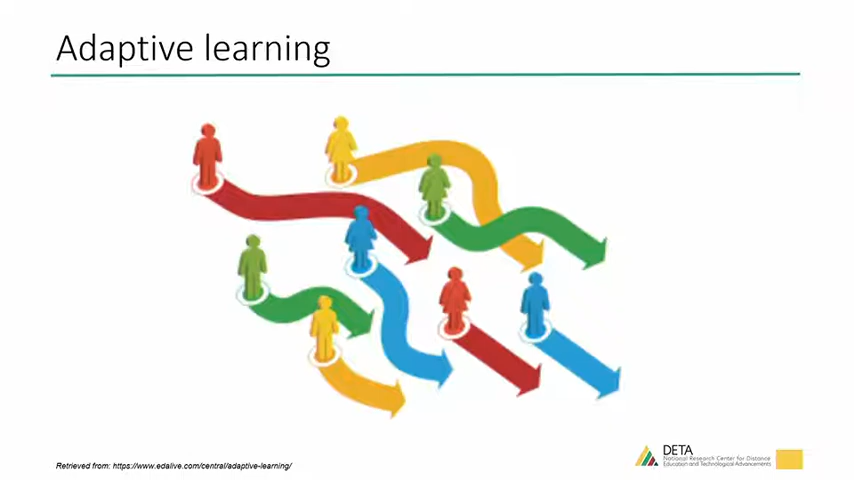 Adaptive learning
Retrieved from: https://www.edalive.com/central/adaptive-learning/
DETA
National Research Center for Distance
Education and Technological Advancements